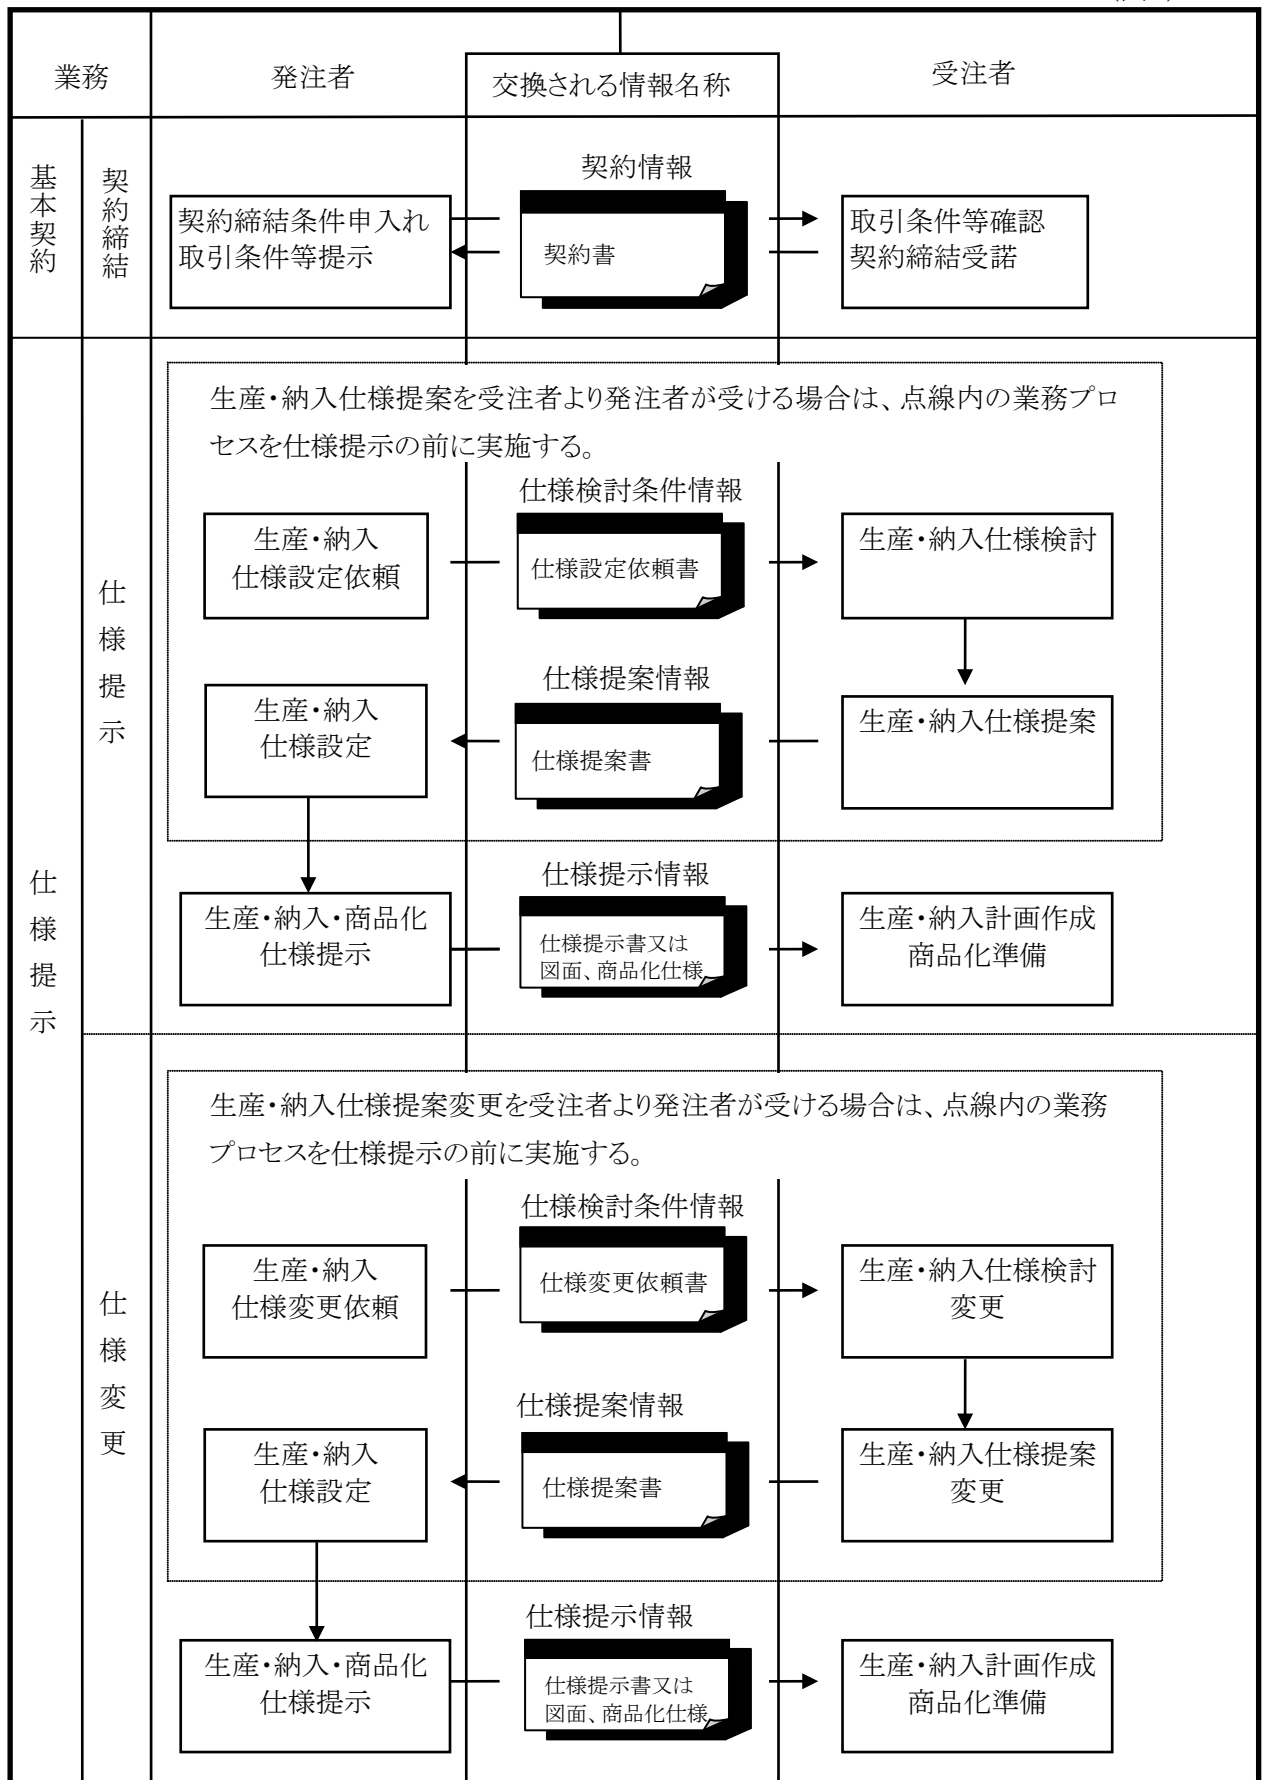 業務
発注者
交換される情報名称
受注者
基本契約
契約締結
契約情報
契約締結条件申入れ
取引条件等提示
契約書
取引条件等確認
契約締結受諾
仕様提示
仕様提示
生産・納入仕様提案を受注者より発注者が受ける場合は、点線内の業務プロ
セスを仕様提示の前に実施する。
仕様検討条件情報
生産・納入
仕様設定依頼
仕様設定依頼書
生産・納入仕様検討
仕様提案情報
生産・納入
仕様設定
仕様提案書
生産・納入仕様提案
仕様提示情報
生産・納入・商品化
仕様提示
仕様提示書又は
図面、商品化仕様
生産・納入計画作成
商品化準備
仕様変更
生産・納入仕様提案変更を受注者より発注者が受ける場合は、点線内の業務
プロセスを仕様提示の前に実施する。
仕様検討条件情報
生産・納入
仕様変更依頼
仕様変更依頼書
生産・納入仕様検討
変更
仕様提案情報
生産・納入
仕様設定
仕様提案書
生産・納入仕様提案
変更
仕様提示情報
生産・納入・商品化
仕様提示
仕様提示書又は
図面、商品化仕様
生産・納入計画作成
商品化準備